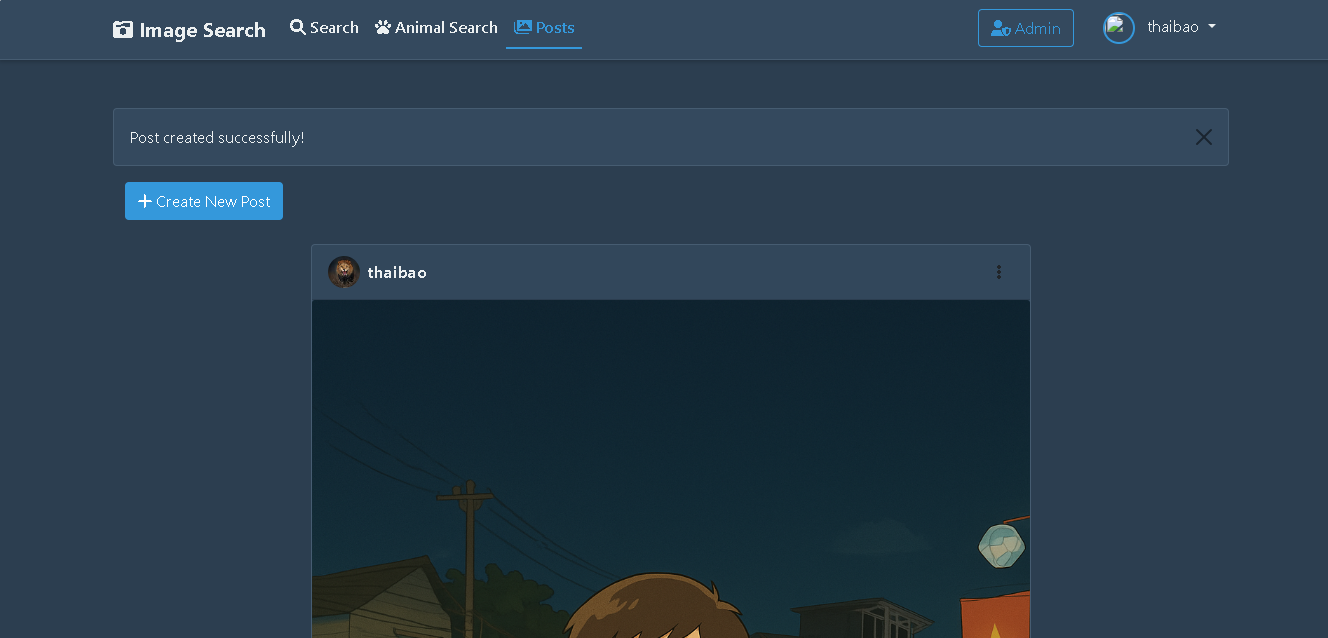 Image Search Search Animal Search Posts Admin thaibao
Post created successfully!
Create New Post
thaibao